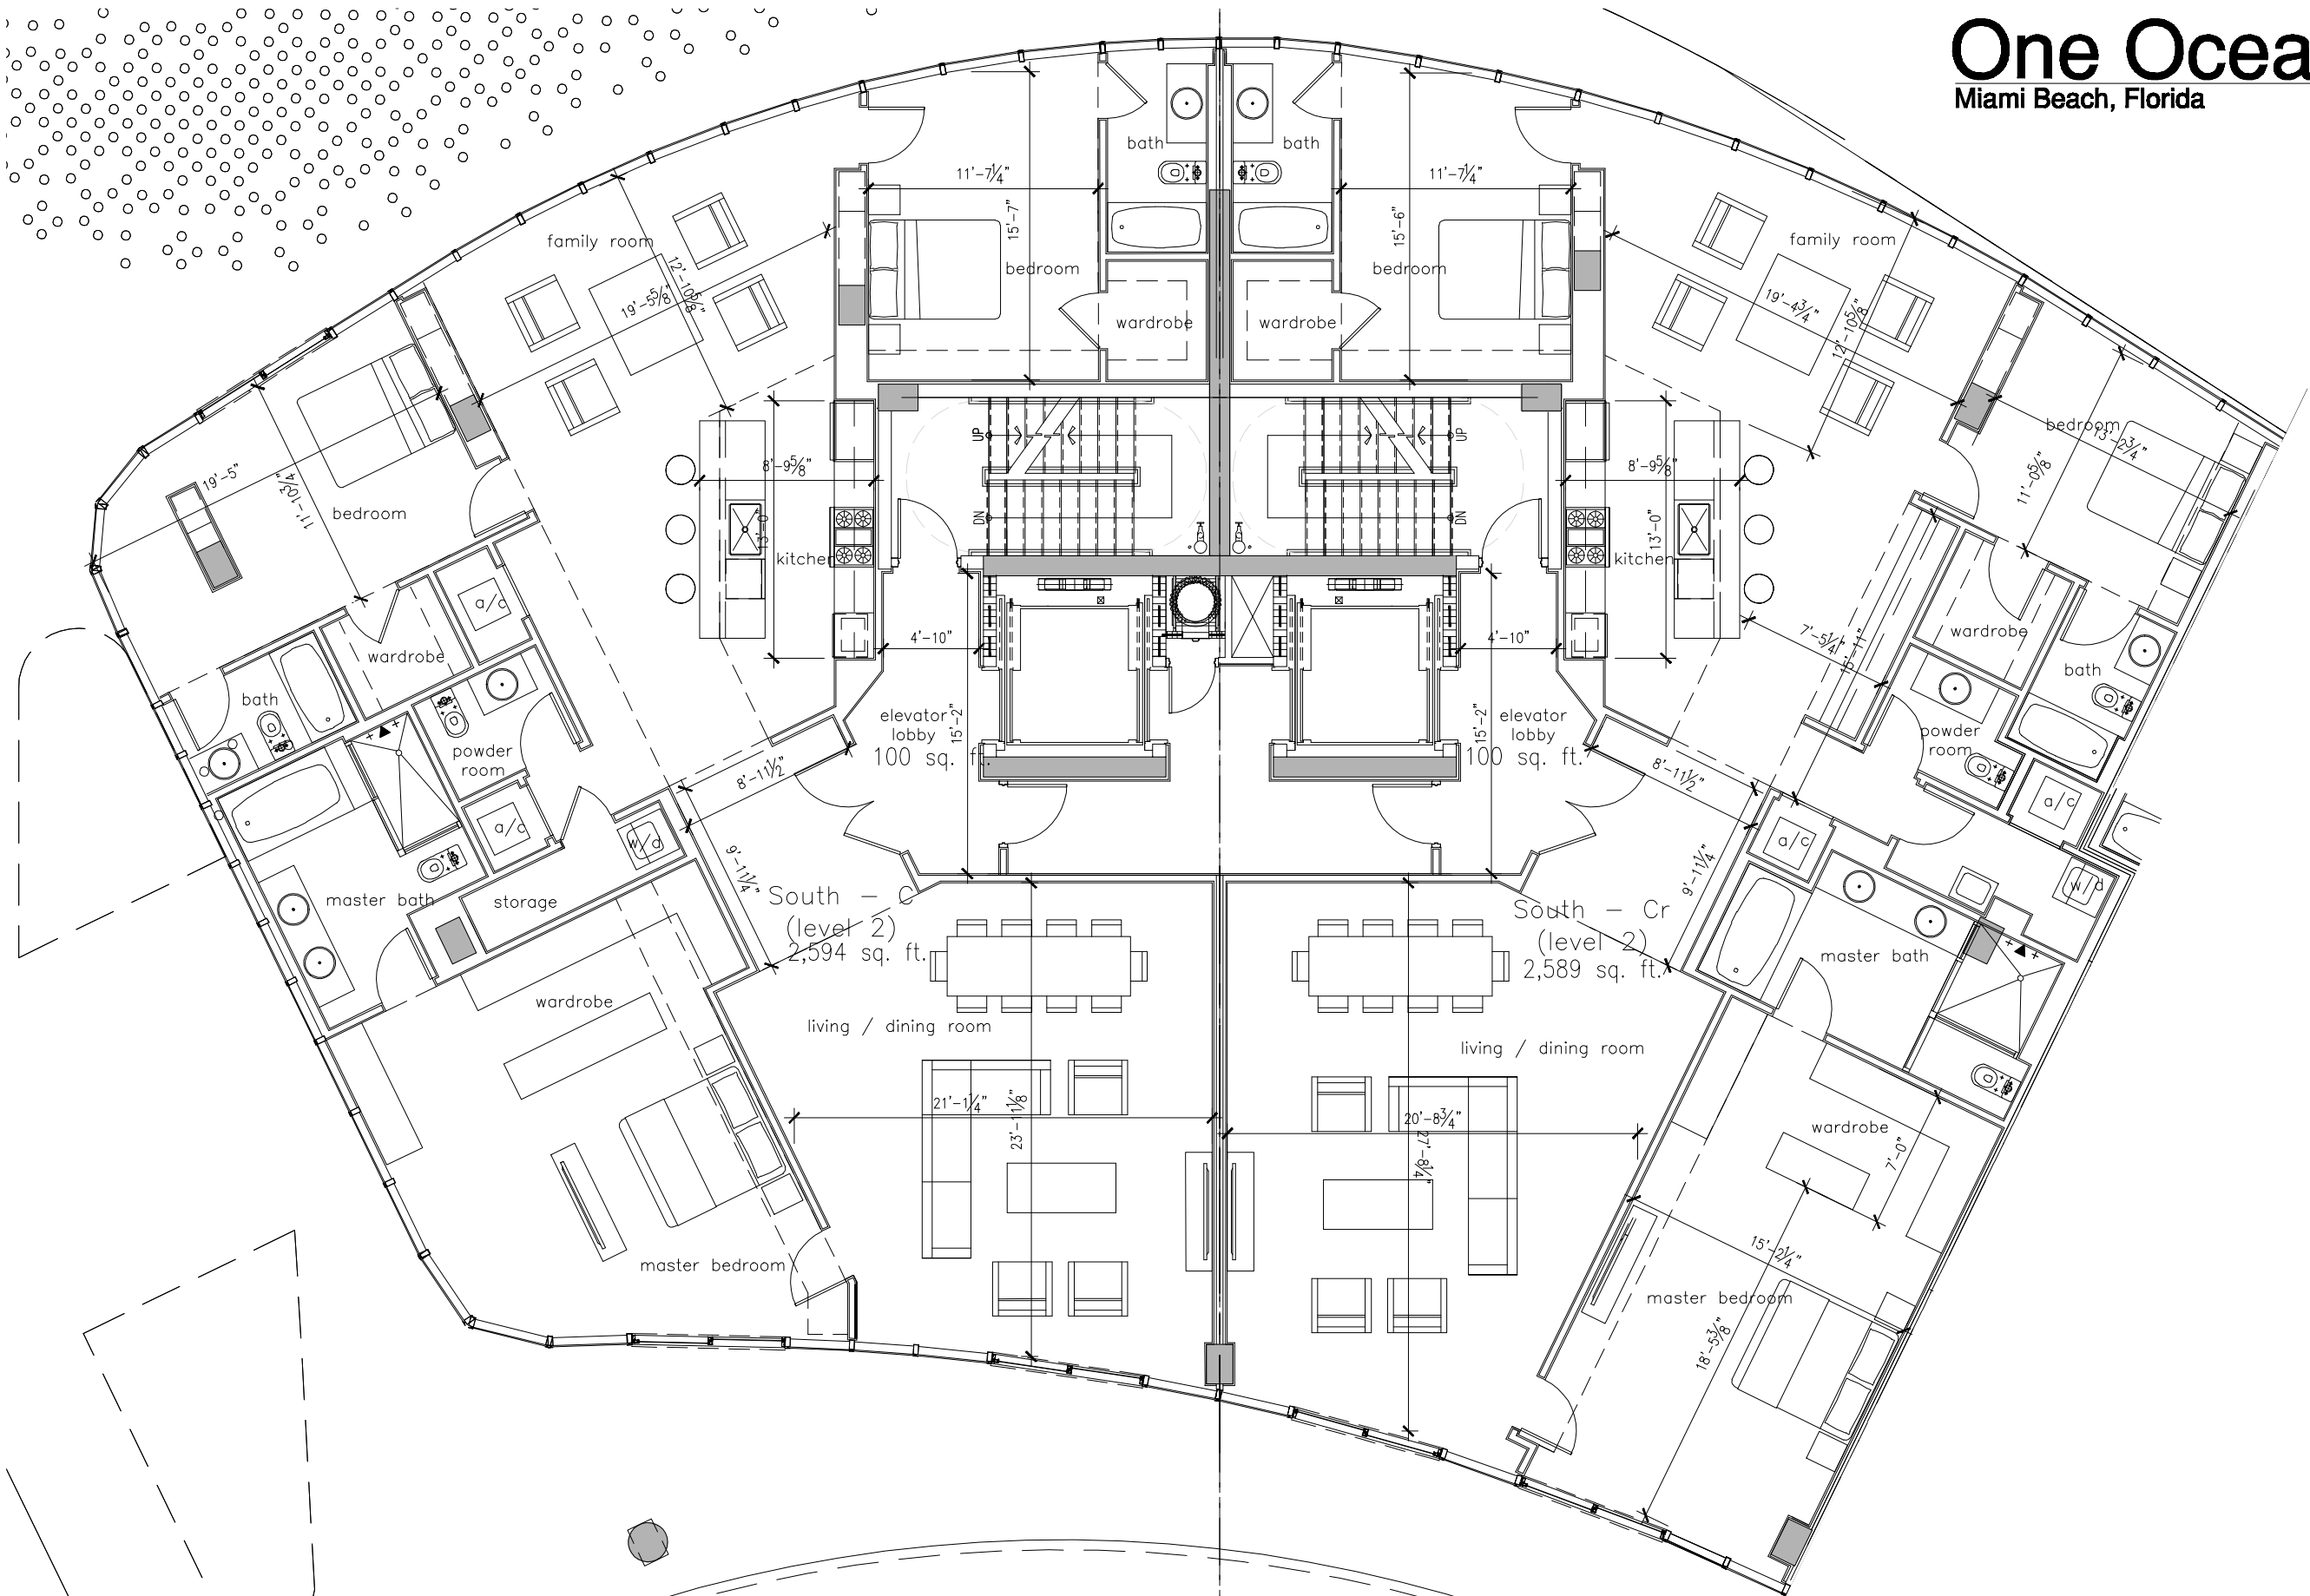 One Ocea
Miami Beach, Florida
bath
bath
11'-7¼"
11'-7¼"
15'-7"
15'-6"
family room
family room
bedroom
bedroom
12'-10⅝"
19'-5⅝"
19'-4¾"
12'-10⅝"
wardrobe
wardrobe
bedroom
13'-2¾"
UP
UP
19'-5"
11'-10¾"
8'-9⅝"
8'-9⅝"
11'-0⅝"
bedroom
DN
DN
13'-0"
13'-0"
kitchen
kitchen
a/c
4'-10"
4'-10"
7'-5¼"
15'-11"
wardrobe
wardrobe
bath
bath
elevator
lobby
100 sq. ft.
15'-2"
elevator
lobby
100 sq. ft.
15'-2"
powder
room
powder
room
8'-11½"
8'-11½"
a/c
a/c
a/c
w/d
9'-11¼"
9'-11¼"
w/d
master bath
storage
South - C
(level 2)
2,594 sq. ft.
South - Cr
(level 2)
2,589 sq. ft.
master bath
wardrobe
living / dining room
living / dining room
21'-1¼"
23'-11⅛"
20'-8¾"
27'-8¼"
wardrobe
7'-0"
master bedroom
15'-2¼"
master bedroom
18'-5⅜"